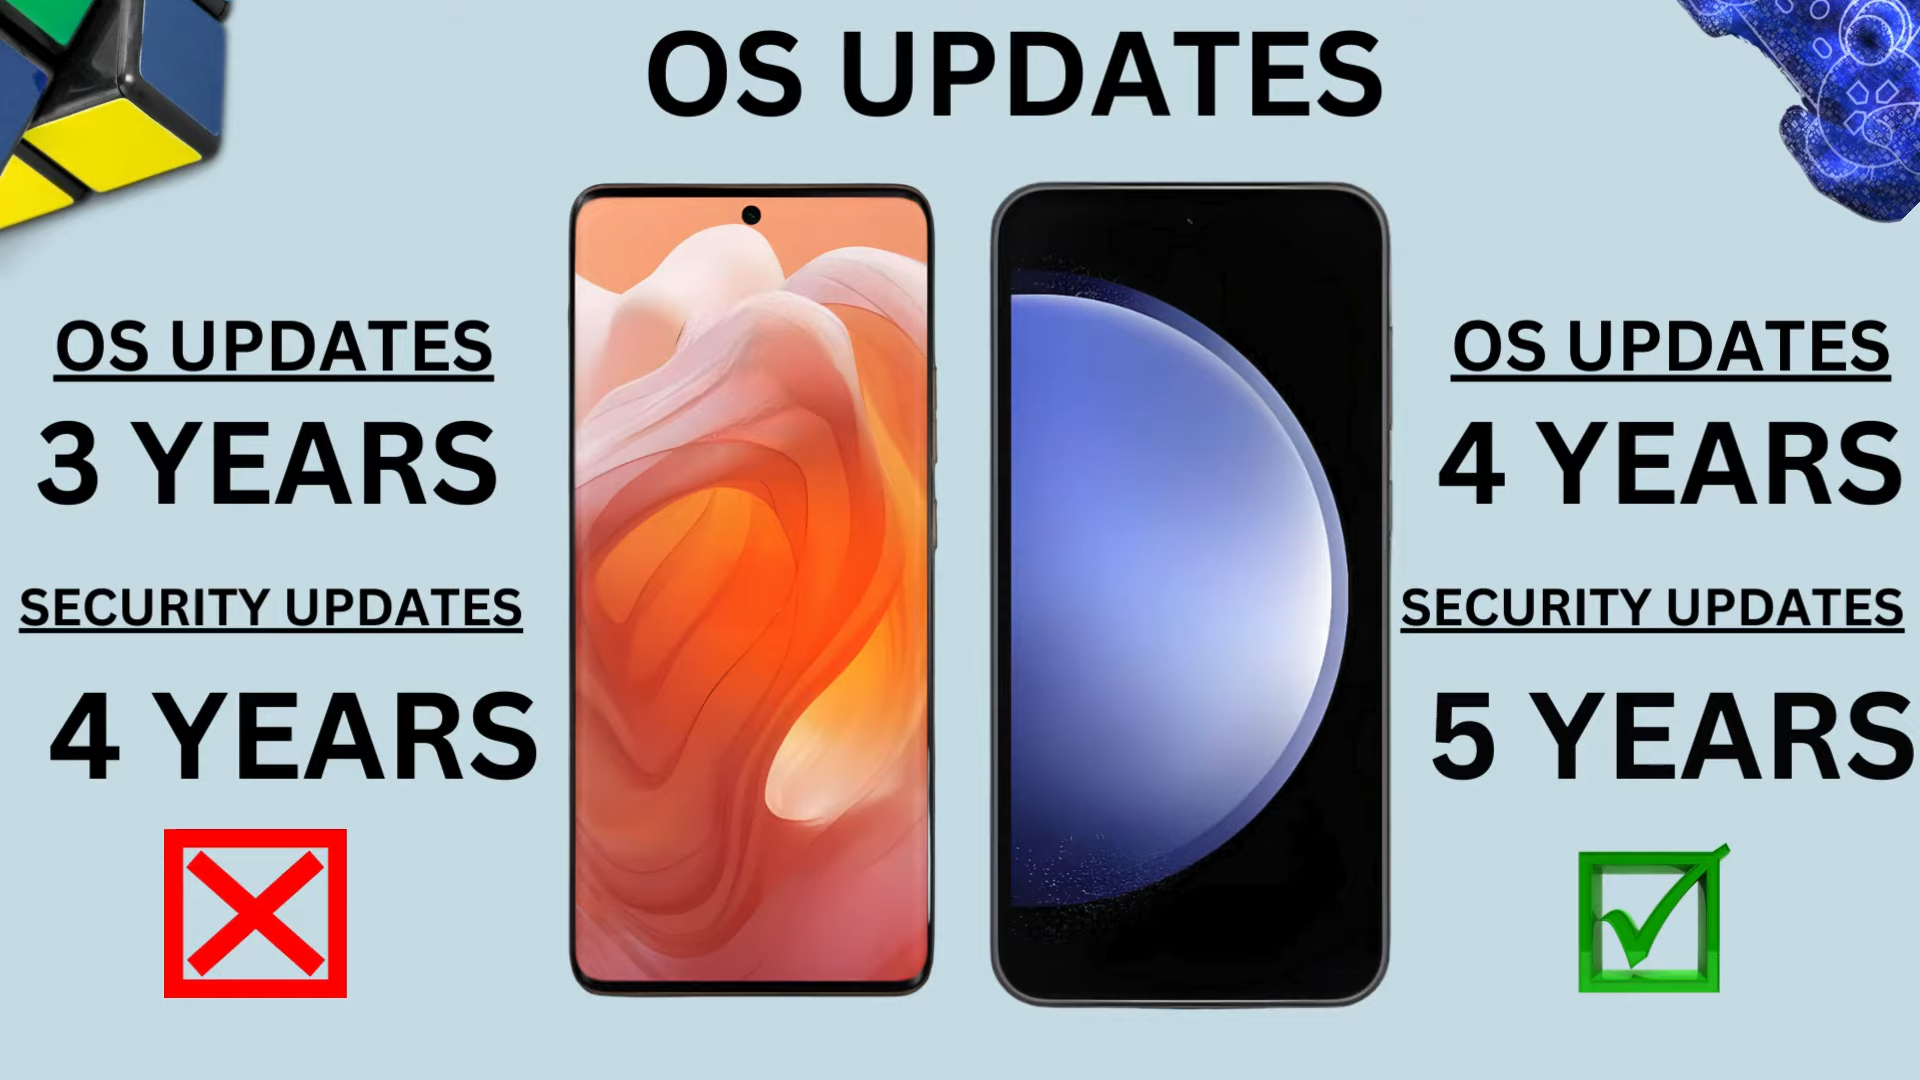 OS UPDATES
OS UPDATES
3 YEARS
SECURITY UPDATES
4 YEARS
OS UPDATES
4 YEARS
SECURITY UPDATES
5 YEARS